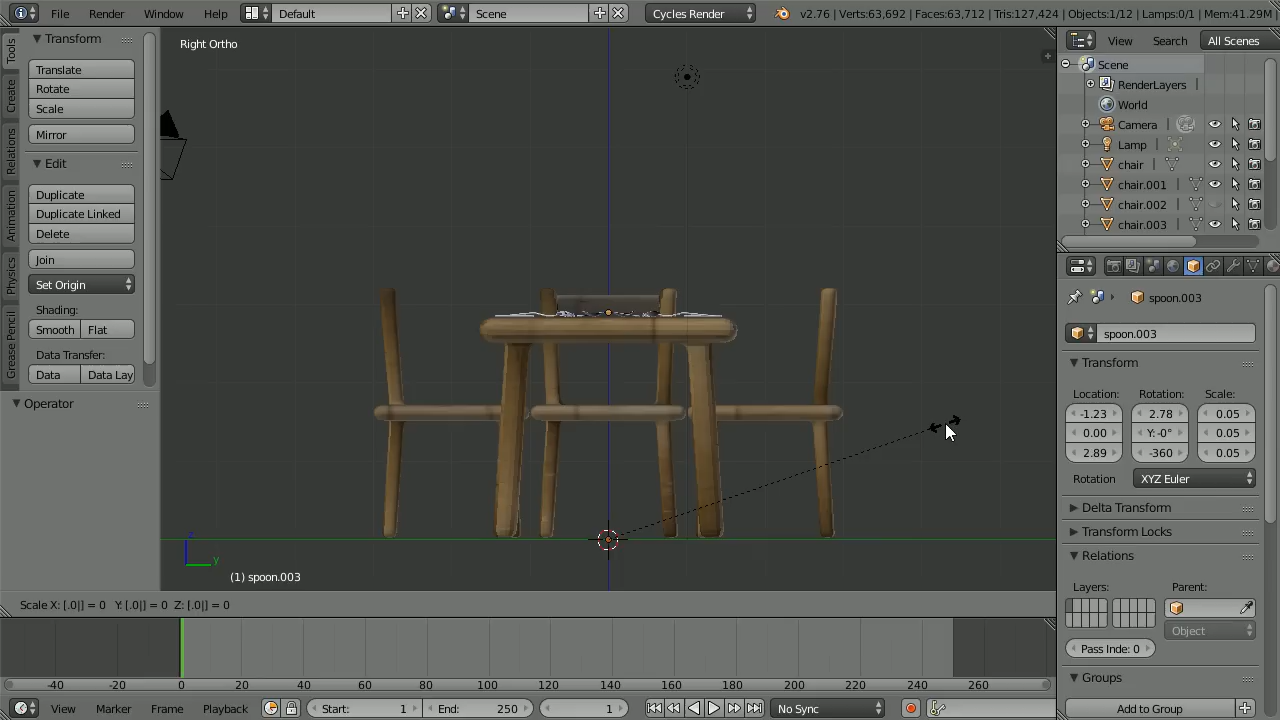 File Render Window Help Default Scene Cycles Render v2.76 | Verts:63,692 | Faces:63,712 | Tris:127,424 | Objects:1/12 | Lamps:0/1 | Mem:41.29M
Tools
Create
Relations
Animation
Physics
Grease Pencil
Transform
Translate
Rotate
Scale
Mirror
Edit
Duplicate
Duplicate Linked
Delete
Join
Set Origin
Shading:
Smooth Flat
Data Transfer:
Data Data Lay
Operator
Right Ortho
z
y
(1) spoon.003
Scale X: [.0|] = 0 Y: [.0|] = 0 Z: [.0|] = 0
View Search All Scenes
Scene
RenderLayers
World
Camera
Lamp
chair
chair.001
chair.002
chair.003
spoon.003
spoon.003
Transform
Location: Rotation: Scale:
-1.23 2.78 0.05
0.00 Y:-0° 0.05
2.89 -360 0.05
Rotation XYZ Euler
Delta Transform
Transform Locks
Relations
Layers: Parent:
Object
Pass Inde: 0
Groups
Add to Group
-40 -20 0 20 40 60 80 100 120 140 160 180 200 220 240 260
View Marker Frame Playback Start: 1 End: 250 1 No Sync